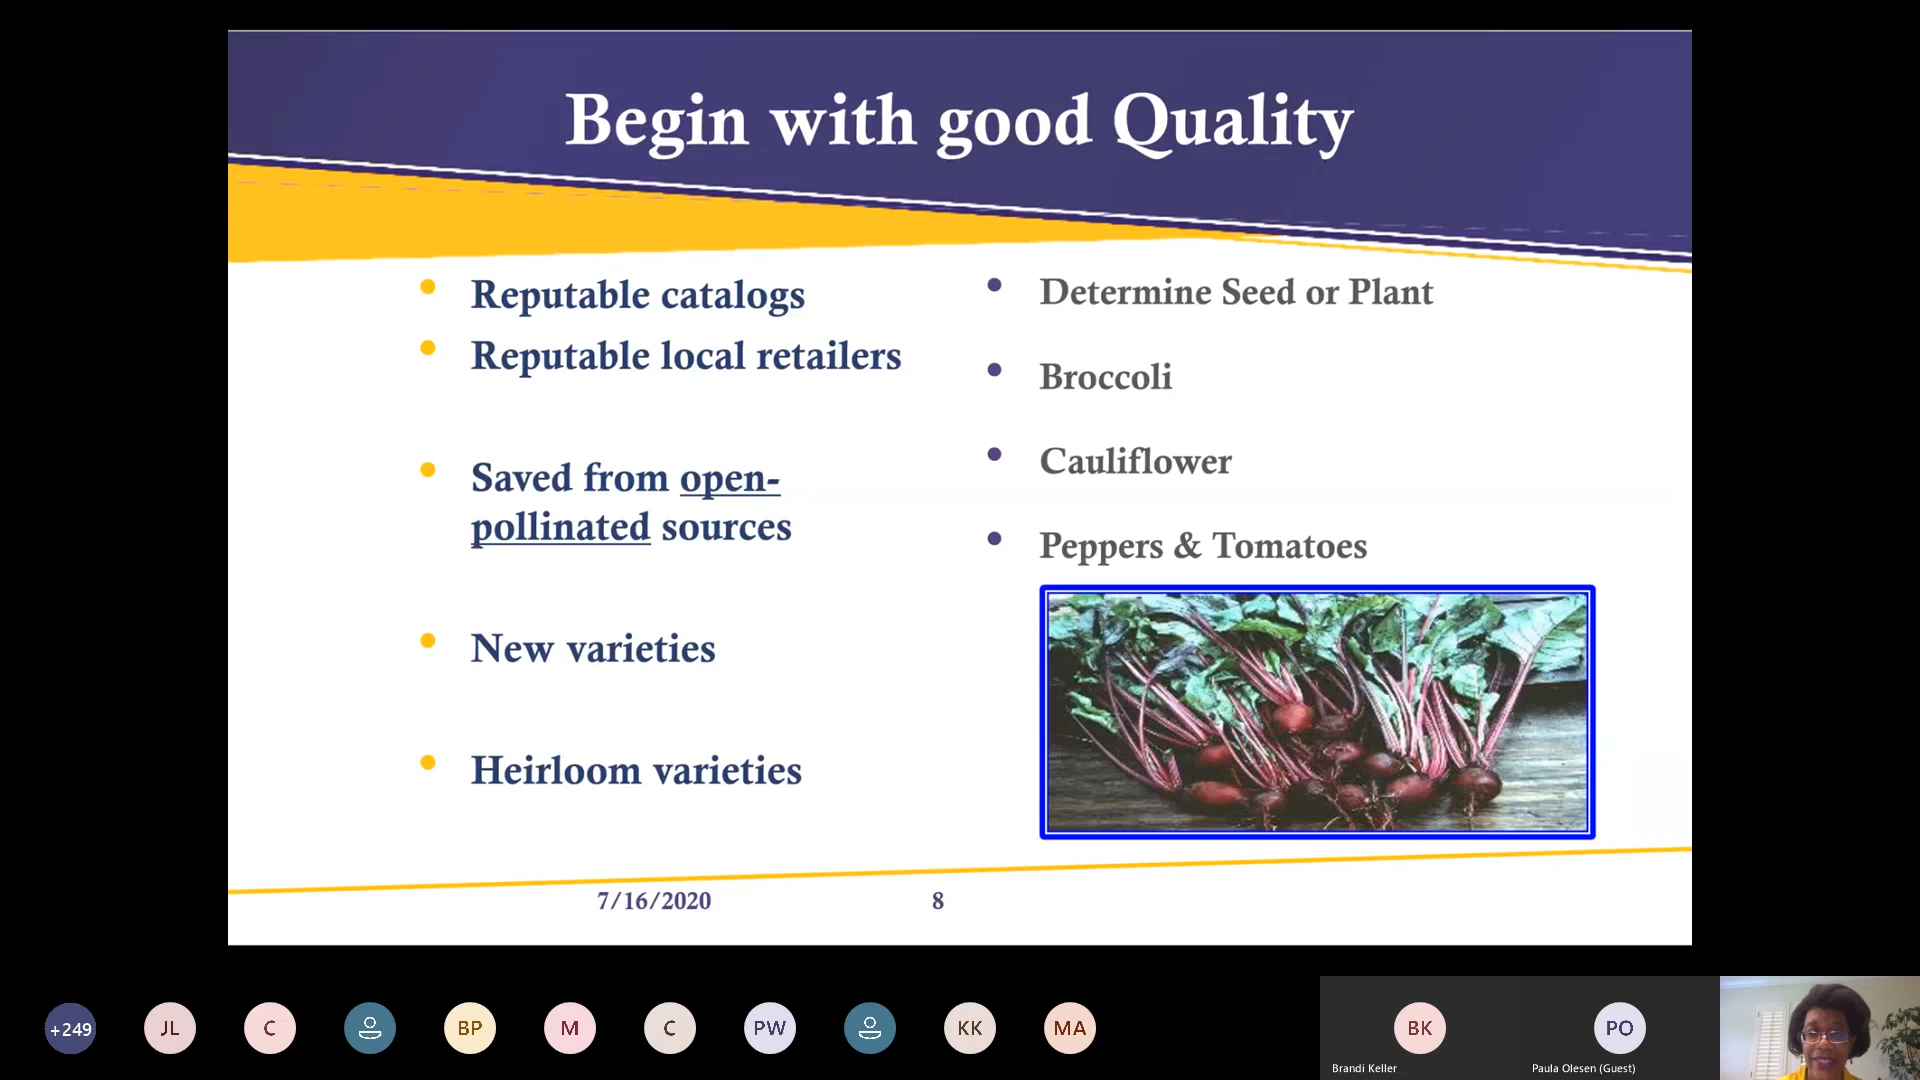 Begin with good Quality
Reputable catalogs
Reputable local retailers
Saved from open-
pollinated sources
New varieties
Heirloom varieties
Determine Seed or Plant
Broccoli
Cauliflower
Peppers & Tomatoes
7/16/2020
8
+249
JL
C
BP
M
C
PW
KK
MA
BK
PO
Brandi Keller
Paula Olesen (Guest)